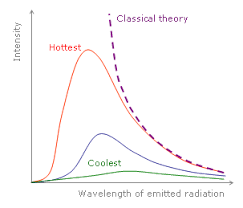 Classical theory
Hottest
Intensity
Coolest
Wavelength of emitted radiation